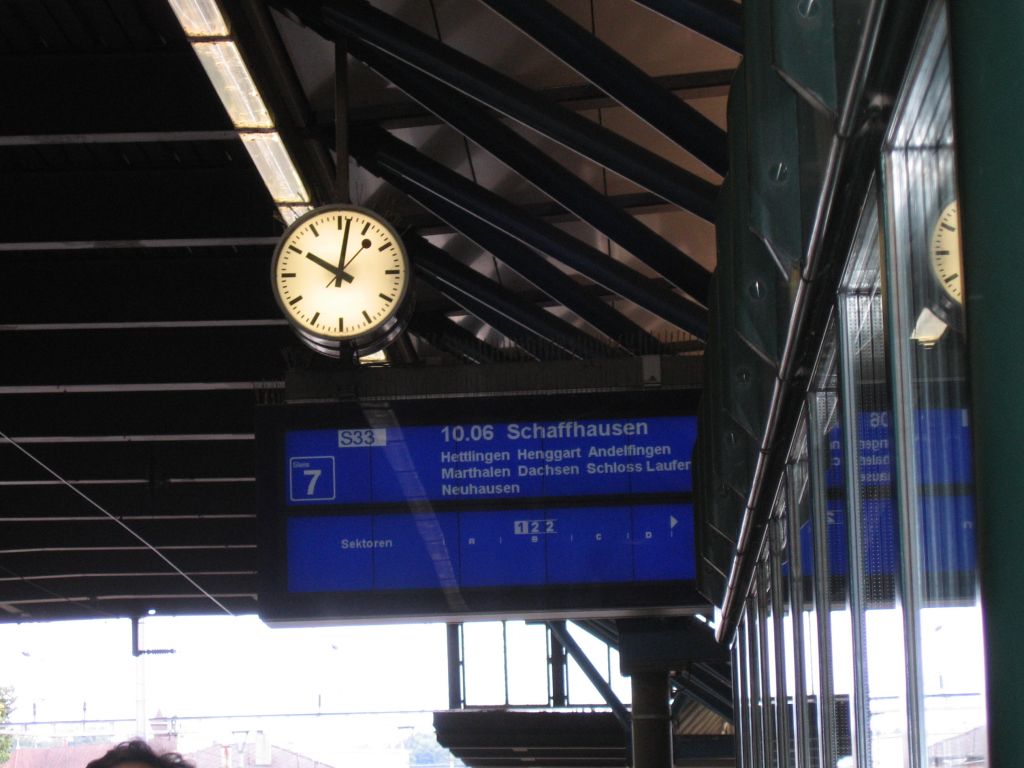 S33
10.06 Schaffhausen
Hettlingen Henggart Andelfingen
Marthalen Dachsen Schloss Laufen
Neuhausen
Gleis
7
1 2 2
Sektoren A B C D